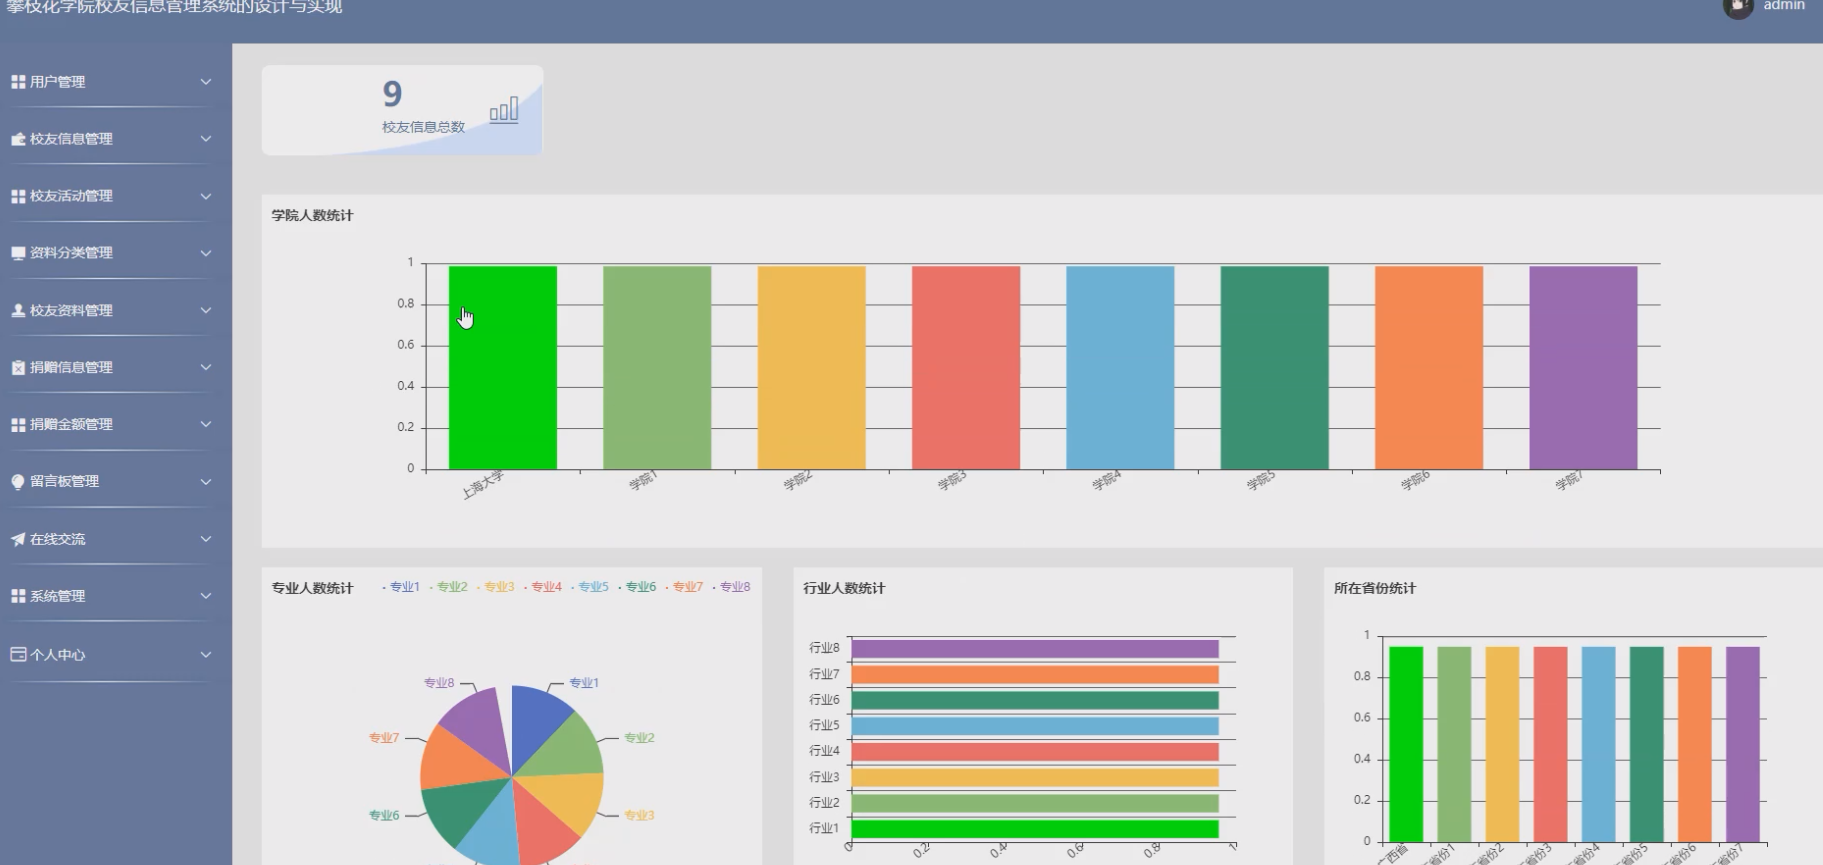 攀枝花学院校友信息管理系统的设计与实现
admin
用户管理
校友信息管理
校友活动管理
资料分类管理
校友资料管理
捐赠信息管理
捐赠金额管理
留言板管理
在线交流
系统管理
个人中心
9
校友信息总数
学院人数统计
1
0.8
0.6
0.4
0.2
0
上海大学
学院1
学院2
学院3
学院4
学院5
学院6
学院7
专业人数统计
专业1 专业2 专业3 专业4 专业5 专业6 专业7 专业8
专业8
专业1
专业7
专业2
专业6
专业3
行业人数统计
行业8
行业7
行业6
行业5
行业4
行业3
行业2
行业1
0
0.2
0.4
0.6
0.8
1
所在省份统计
1
0.8
0.6
0.4
0.2
0
广西省
省份1
省份2
省份3
省份4
省份5
省份6
省份7